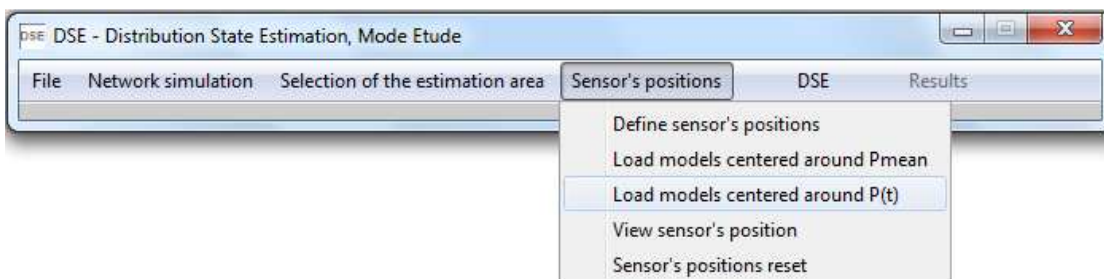 DSE DSE - Distribution State Estimation, Mode Etude
File Network simulation Selection of the estimation area Sensor's positions DSE Results
Define sensor's positions
Load models centered around Pmean
Load models centered around P(t)
View sensor's position
Sensor's positions reset